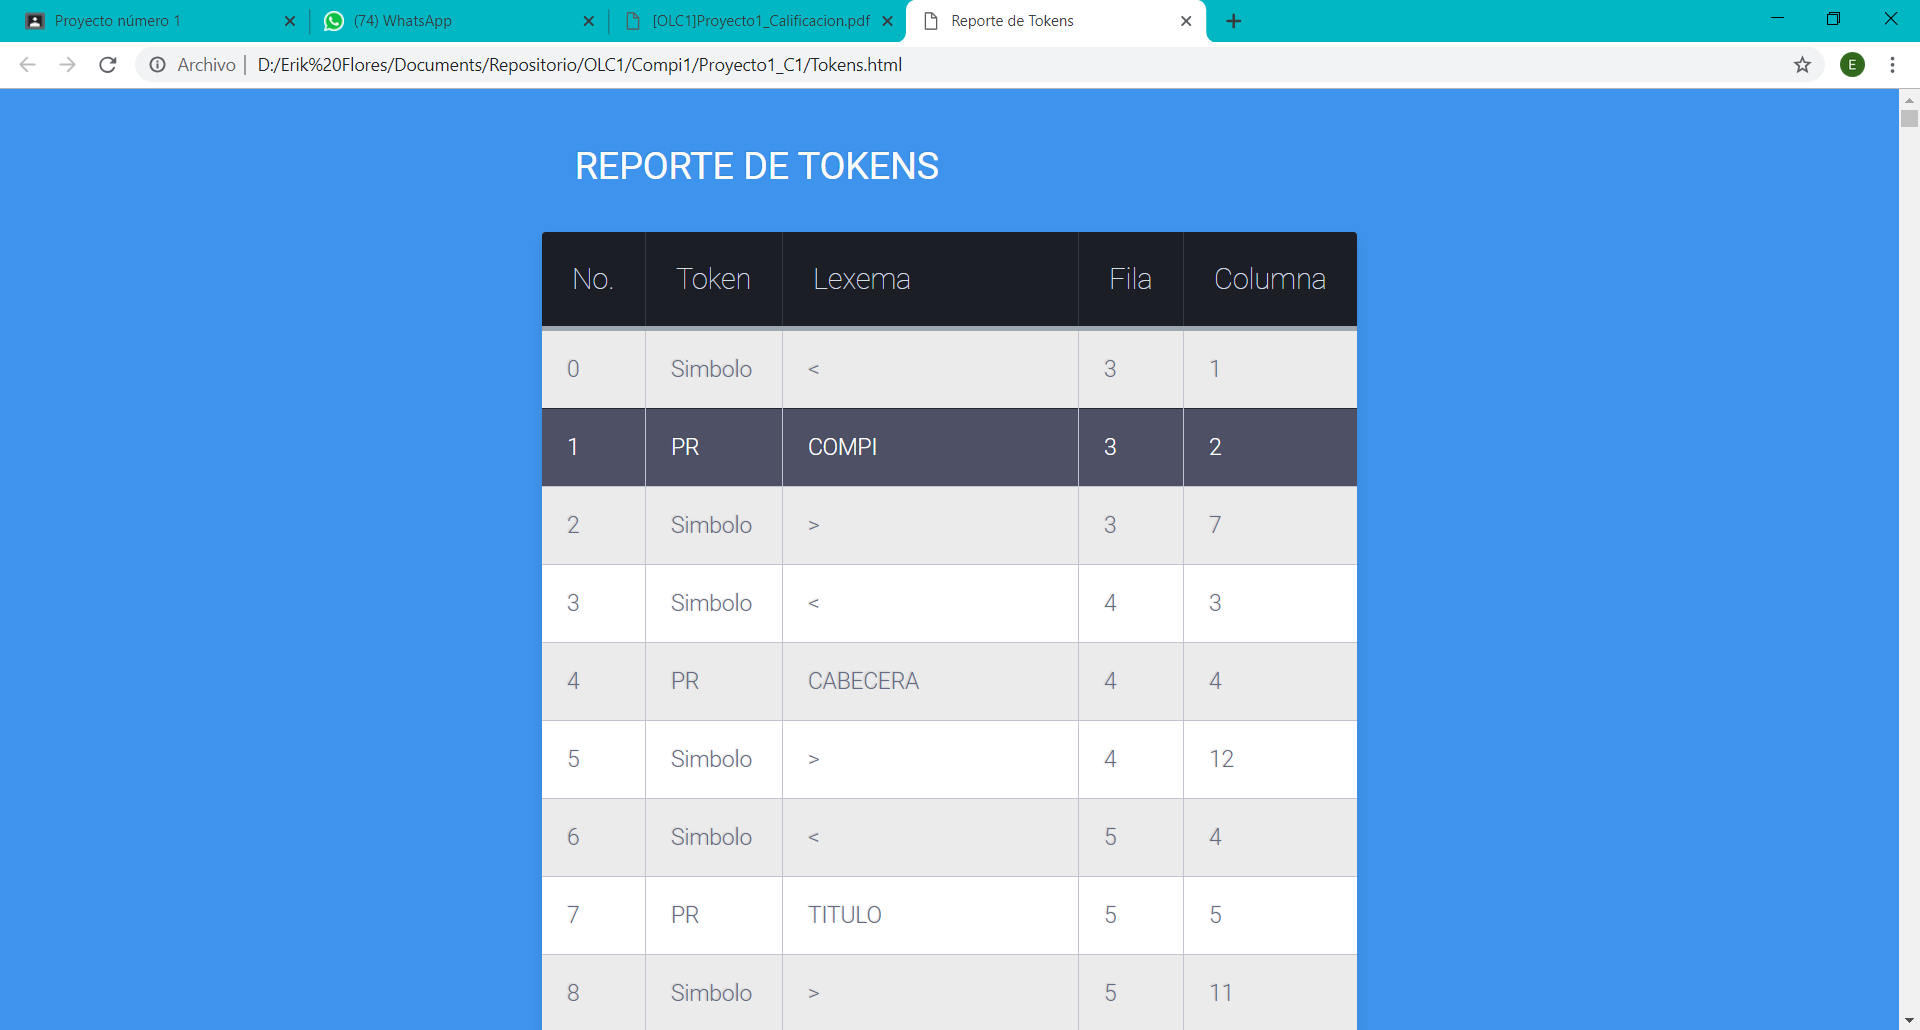 Proyecto número 1
(74) WhatsApp
[OLC1]Proyecto1_Calificacion.pdf
Reporte de Tokens
Archivo | D:/Erik%20Flores/Documents/Repositorio/OLC1/Compi1/Proyecto1_C1/Tokens.html
E
REPORTE DE TOKENS
No. Token Lexema Fila Columna
0 Simbolo < 3 1
1 PR COMPI 3 2
2 Simbolo > 3 7
3 Simbolo < 4 3
4 PR CABECERA 4 4
5 Simbolo > 4 12
6 Simbolo < 5 4
7 PR TITULO 5 5
8 Simbolo > 5 11